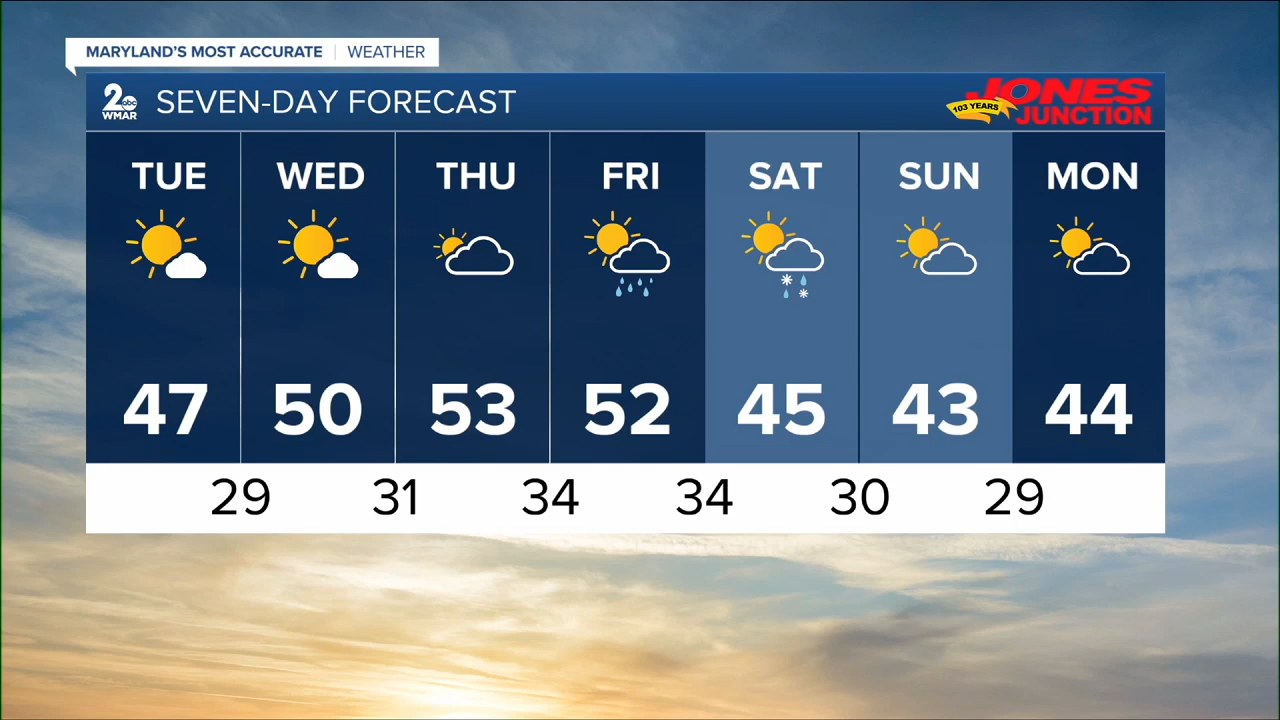 MARYLAND'S MOST ACCURATE | WEATHER
2 abc
WMAR
SEVEN-DAY FORECAST
103 YEARS
JONES
JUNCTION
TUE WED THU FRI SAT SUN MON
47 50 53 52 45 43 44
29 31 34 34 30 29